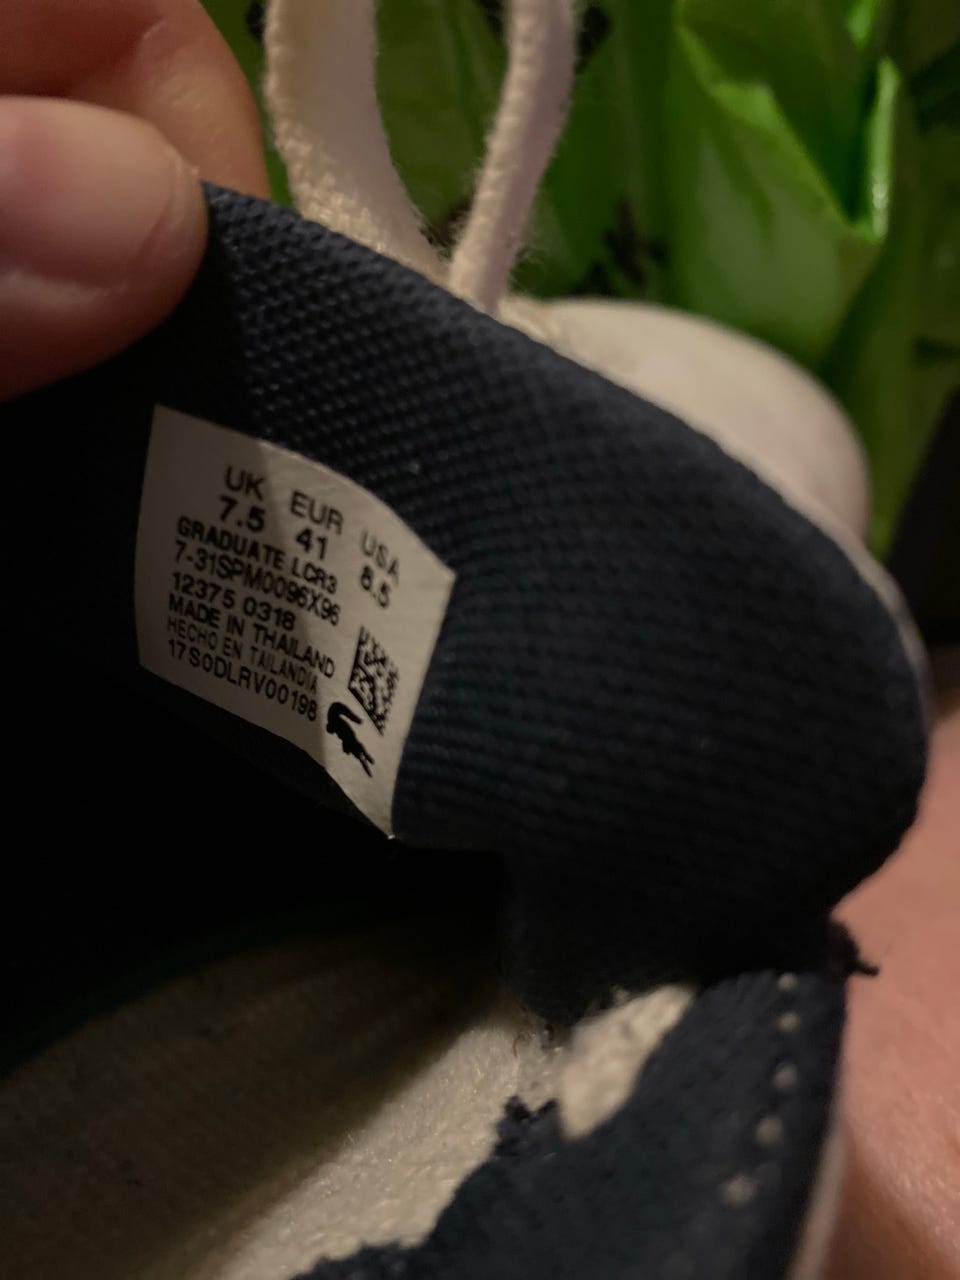 UK EUR USA
7.5 41 8.5
GRADUATE LCR3
7-31SPM0096X96
12375 0318
MADE IN THAILAND
HECHO EN TAILANDIA
17S0DLRV00198